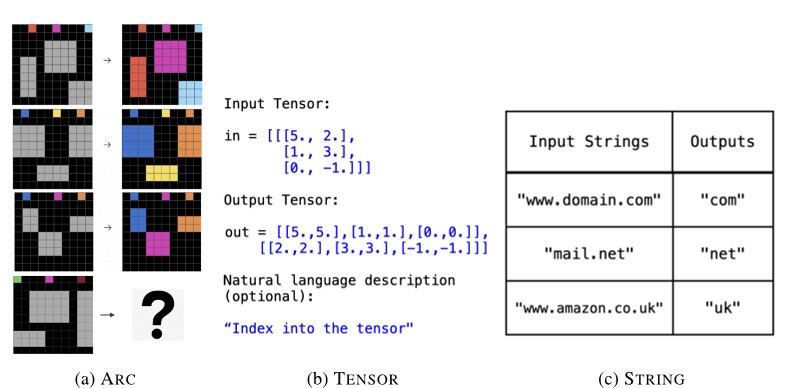 ?
Input Tensor:
in = [[[5., 2.],
[1., 3.],
[0., -1.]]]
Output Tensor:
out = [[5.,5.],[1.,1.],[0.,0.]],
[[2.,2.],[3.,3.],[-1.,-1.]]]
Natural language description
(optional):
“Index into the tensor"
Input Strings Outputs
"www.domain.com" "com"
"mail.net" "net"
"www.amazon.co.uk" "uk"
(a) ARC
(b) TENSOR
(c) STRING